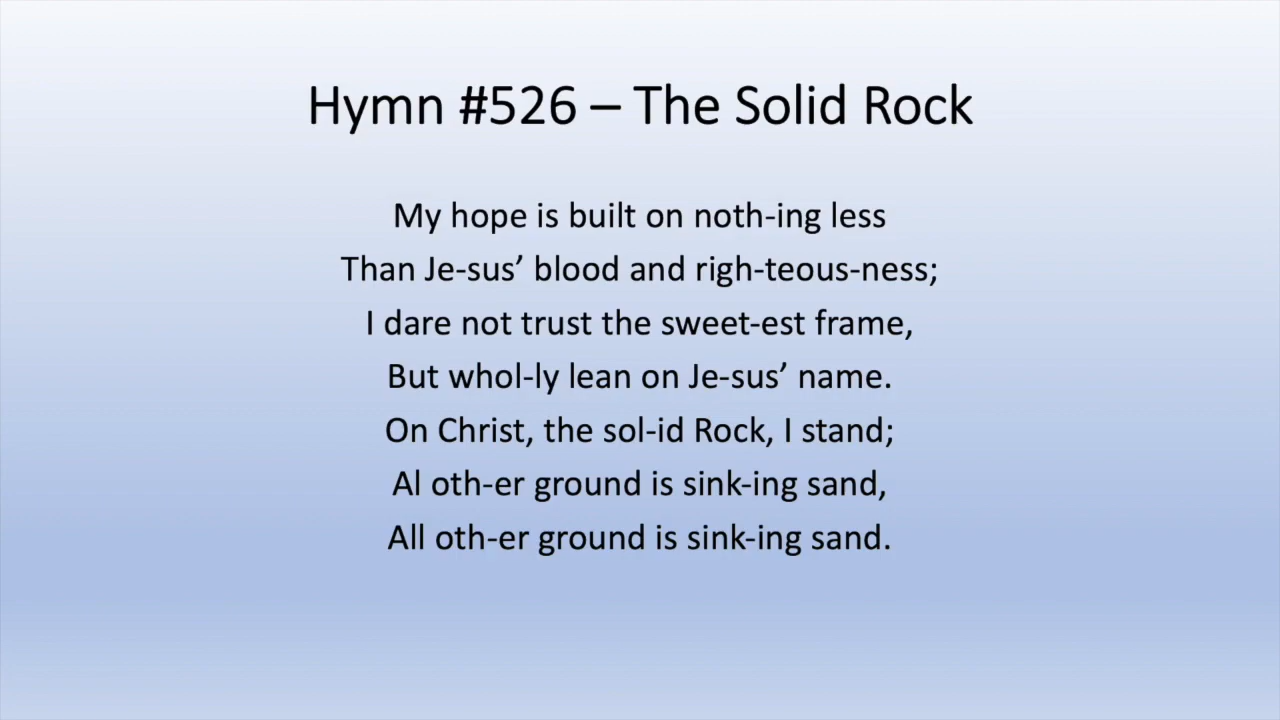 Hymn #526 – The Solid Rock
My hope is built on noth-ing less
Than Je-sus’ blood and righ-teous-ness;
I dare not trust the sweet-est frame,
But whol-ly lean on Je-sus’ name.
On Christ, the sol-id Rock, I stand;
Al oth-er ground is sink-ing sand,
All oth-er ground is sink-ing sand.